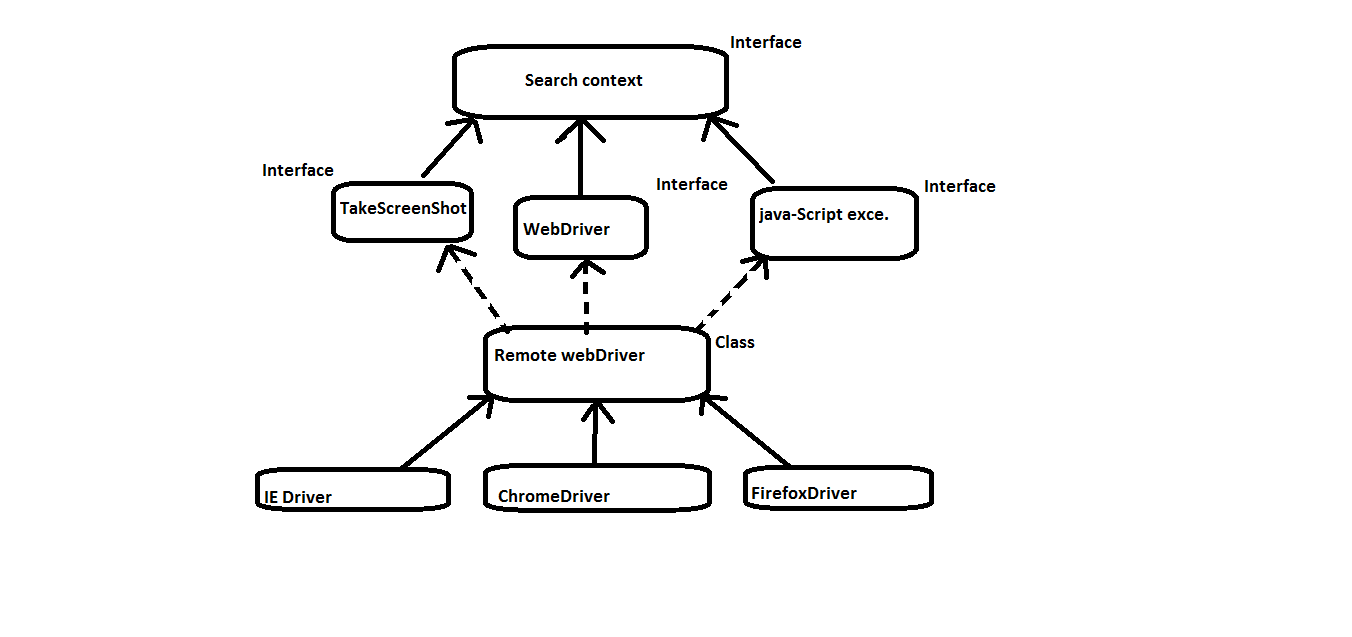 Interface
Search context
Interface
TakeScreenShot
Interface
WebDriver
Interface
java-Script exce.
Class
Remote webDriver
IE Driver
ChromeDriver
FirefoxDriver